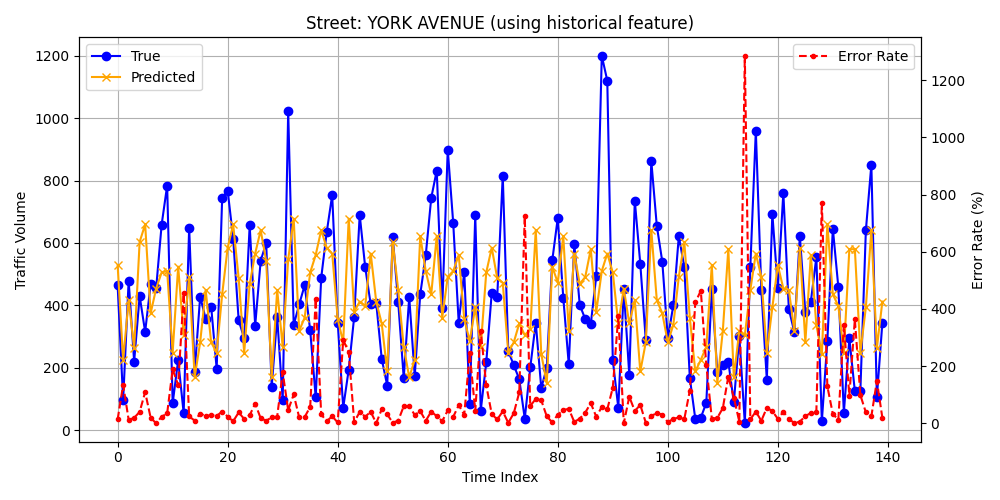 Street: YORK AVENUE (using historical feature)
True
Predicted
Error Rate
Traffic Volume
1200
1000
800
600
400
200
0
Error Rate (%)
1200
1000
800
600
400
200
0
0 20 40 60 80 100 120 140
Time Index